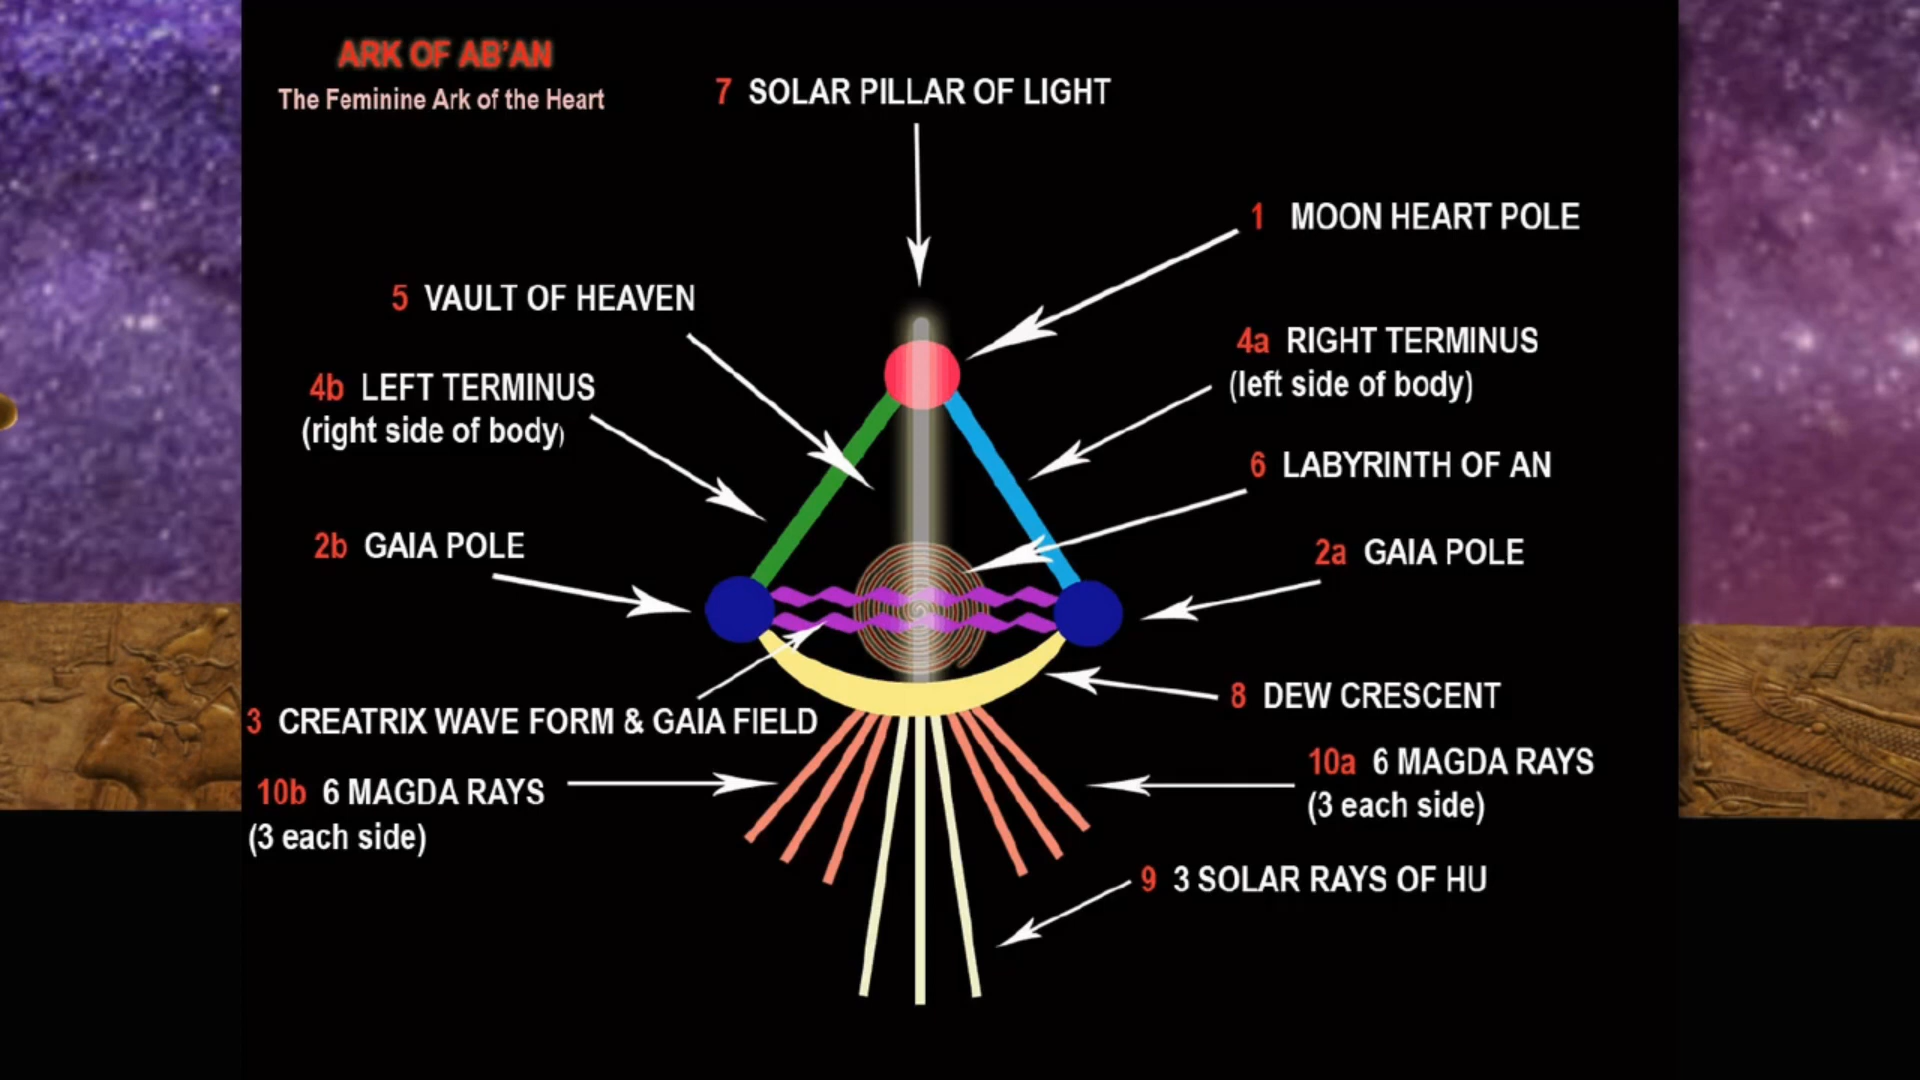 ARK OF AB'AN
The Feminine Ark of the Heart
7 SOLAR PILLAR OF LIGHT
1 MOON HEART POLE
5 VAULT OF HEAVEN
4a RIGHT TERMINUS
(left side of body)
4b LEFT TERMINUS
(right side of body)
6 LABYRINTH OF AN
2b GAIA POLE
2a GAIA POLE
3 CREATRIX WAVE FORM & GAIA FIELD
8 DEW CRESCENT
10b 6 MAGDA RAYS
(3 each side)
10a 6 MAGDA RAYS
(3 each side)
9 3 SOLAR RAYS OF HU